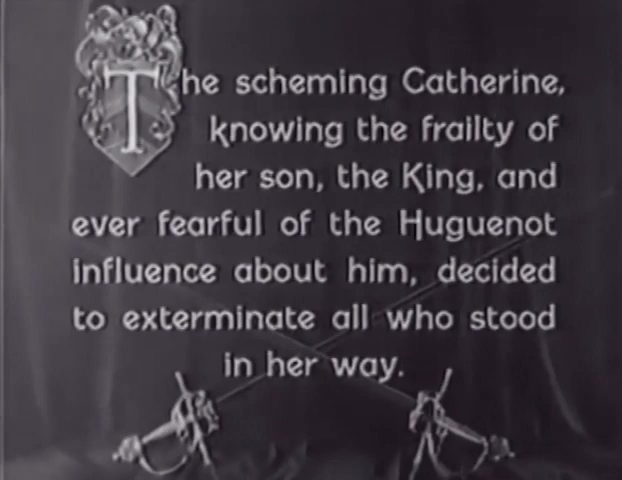 The scheming Catherine,
knowing the frailty of
her son, the King, and
ever fearful of the Huguenot
influence about him, decided
to exterminate all who stood
in her way.